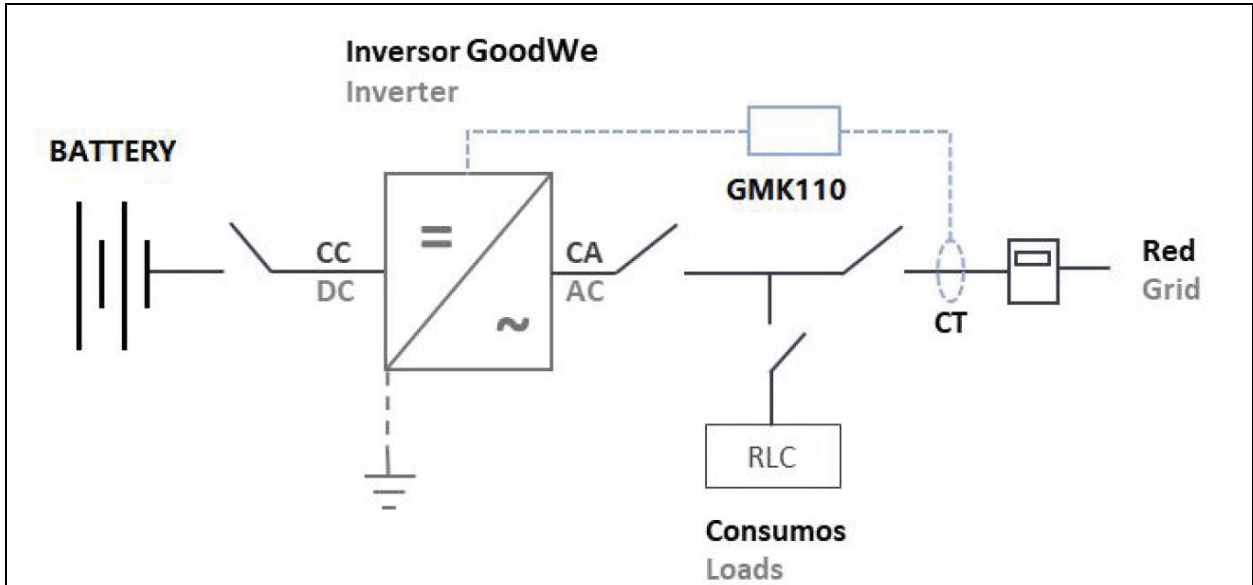 Inversor GoodWe
Inverter
BATTERY
GMK110
CC
DC
=
~
CA
AC
CT
Red
Grid
RLC
Consumos
Loads